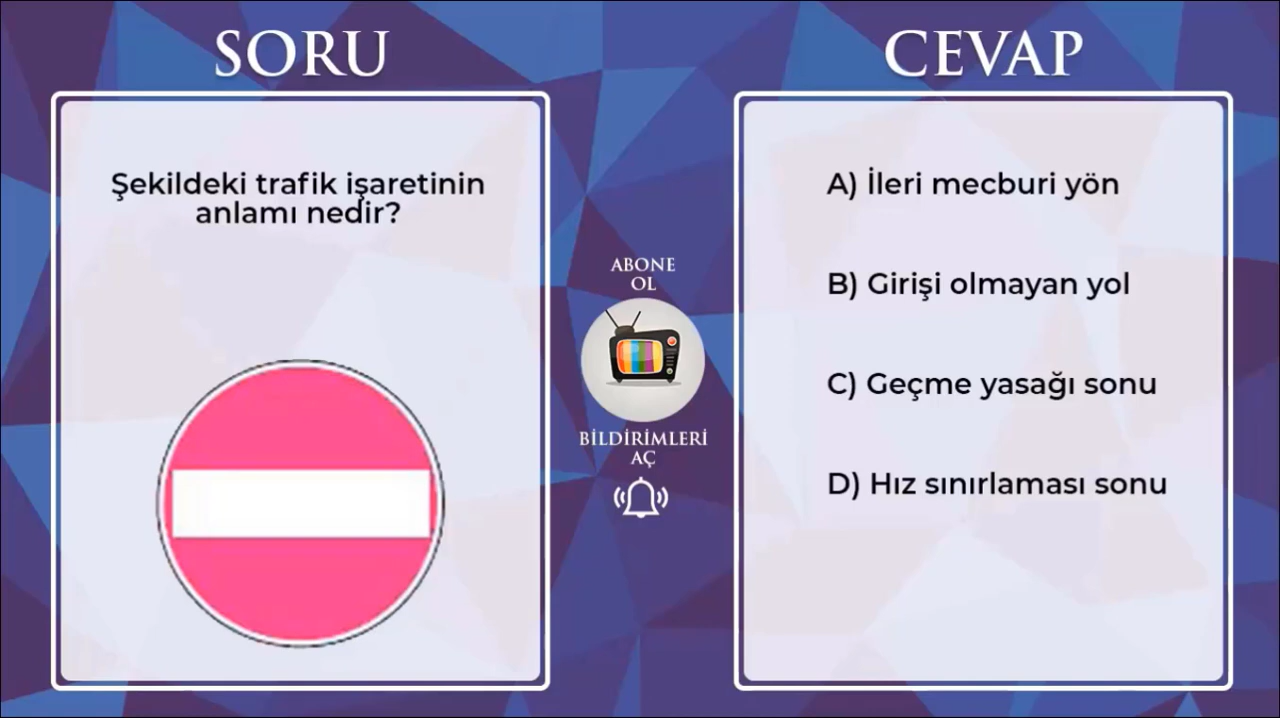 SORU
Şekildeki trafik işaretinin
anlamı nedir?
ABONE
OL
BİLDİRİMLERİ
AÇ
CEVAP
A) İleri mecburi yön
B) Girişi olmayan yol
C) Geçme yasağı sonu
D) Hız sınırlaması sonu